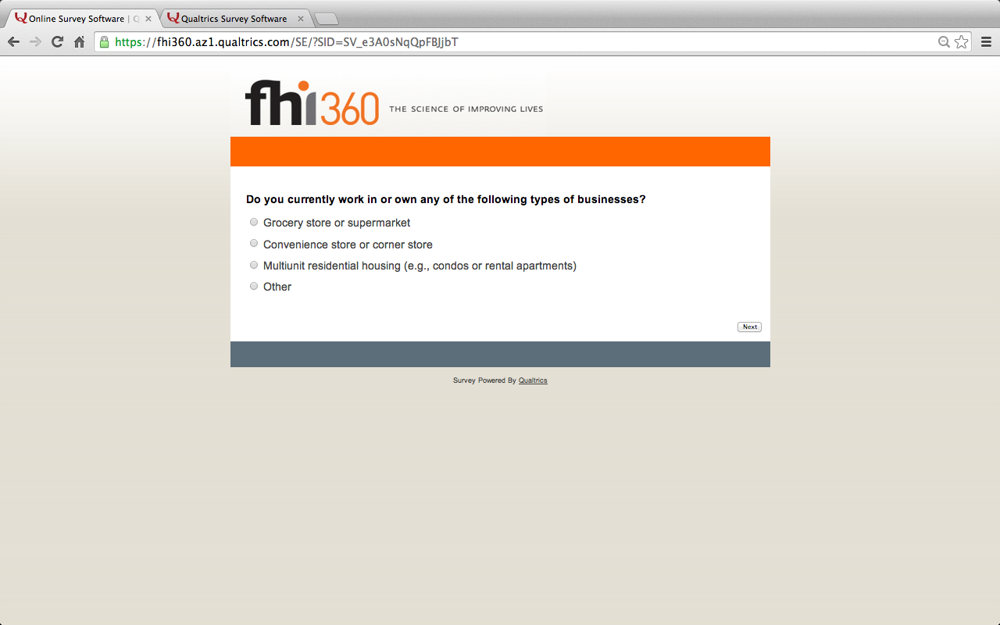 Online Survey Software | Q
Qualtrics Survey Software
https://fhi360.az1.qualtrics.com/SE/?SID=SV_e3A0sNqQpFBJjbT
fhi360 THE SCIENCE OF IMPROVING LIVES
Do you currently work in or own any of the following types of businesses?
Grocery store or supermarket
Convenience store or corner store
Multiunit residential housing (e.g., condos or rental apartments)
Other
Next
Survey Powered By Qualtrics